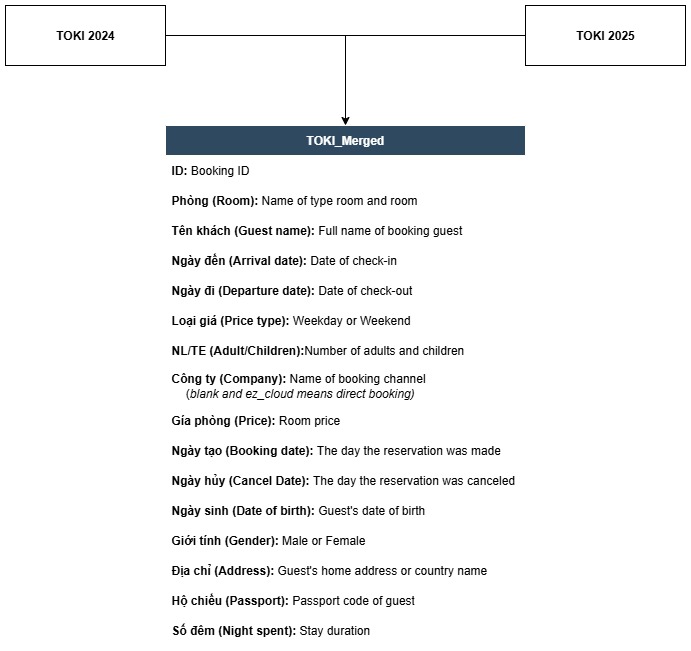 TOKI 2024
TOKI 2025
TOKI_Merged
ID: Booking ID
Phòng (Room): Name of type room and room
Tên khách (Guest name): Full name of booking guest
Ngày đến (Arrival date): Date of check-in
Ngày đi (Departure date): Date of check-out
Loại giá (Price type): Weekday or Weekend
NL/TE (Adult/Children):Number of adults and children
Công ty (Company): Name of booking channel
(blank and ez_cloud means direct booking)
Gía phòng (Price): Room price
Ngày tạo (Booking date): The day the reservation was made
Ngày hủy (Cancel Date): The day the reservation was canceled
Ngày sinh (Date of birth): Guest's date of birth
Giới tính (Gender): Male or Female
Địa chỉ (Address): Guest's home address or country name
Hộ chiếu (Passport): Passport code of guest
Số đêm (Night spent): Stay duration